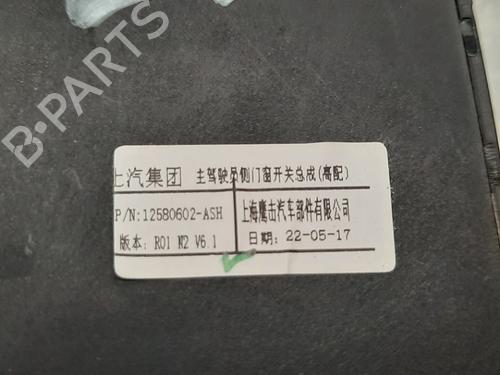 B-PARTS
上汽集团 主驾驶员侧门窗开关总成(高配)
P/N:12580602-ASH 上海鹰击汽车部件有限公司
版本: R01 N2 V6.1 日期: 22-05-17